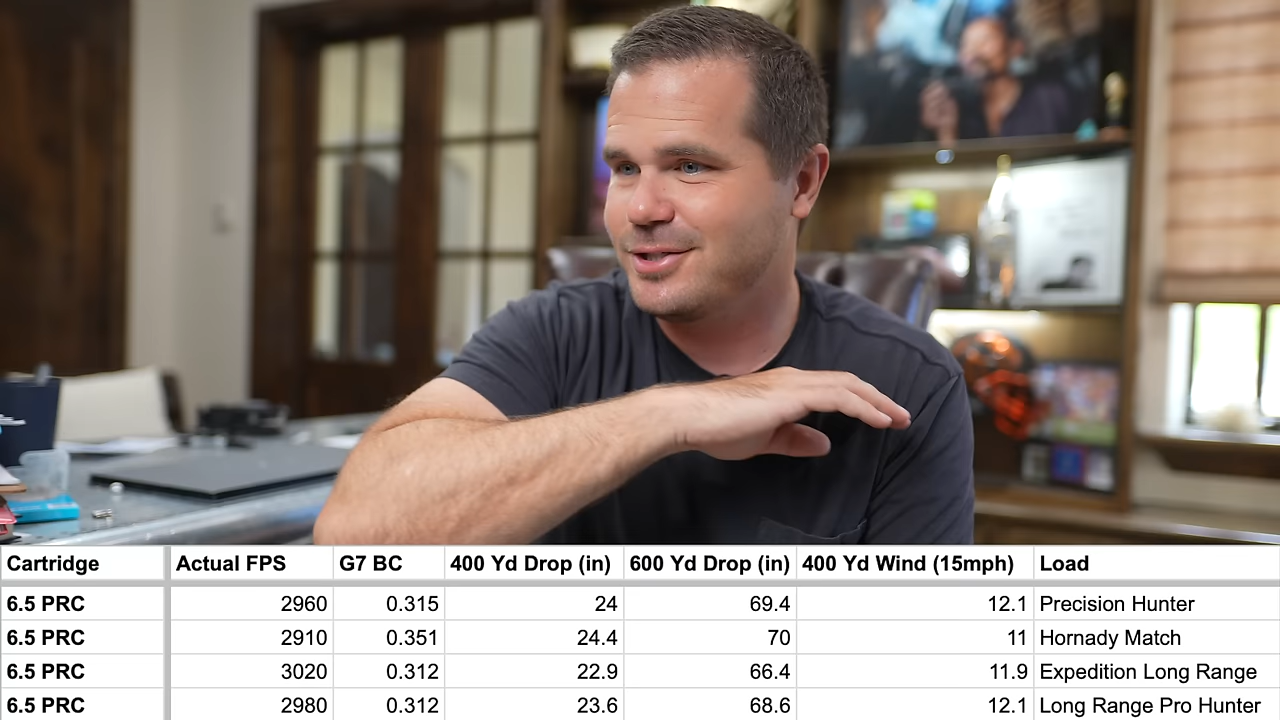 Cartridge Actual FPS G7 BC 400 Yd Drop (in) 600 Yd Drop (in) 400 Yd Wind (15mph) Load
6.5 PRC 2960 0.315 24 69.4 12.1 Precision Hunter
6.5 PRC 2910 0.351 24.4 70 11 Hornady Match
6.5 PRC 3020 0.312 22.9 66.4 11.9 Expedition Long Range
6.5 PRC 2980 0.312 23.6 68.6 12.1 Long Range Pro Hunter